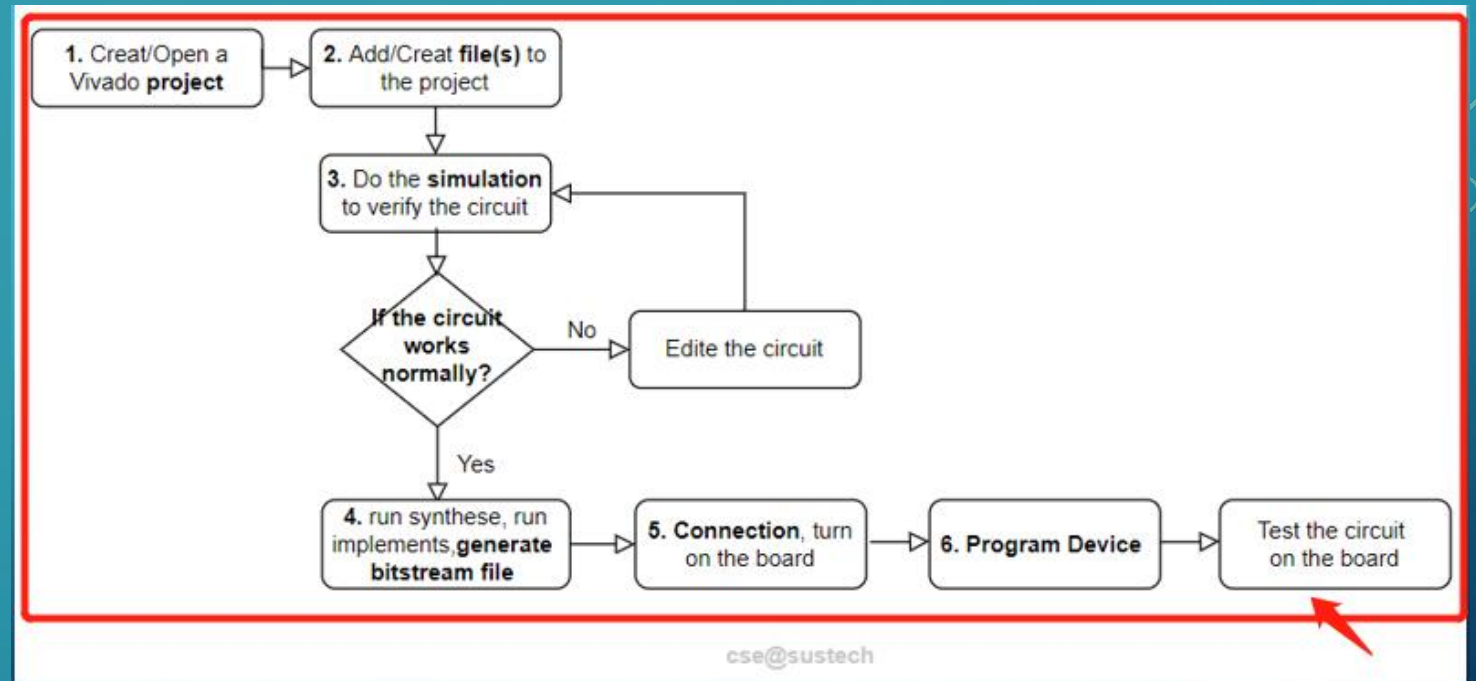 1. Creat/Open a
Vivado project
2. Add/Creat file(s) to
the project
3. Do the simulation
to verify the circuit
If the circuit
works
normally?
No
Edite the circuit
Yes
4. run synthese, run
implements,generate
bitstream file
5. Connection, turn
on the board
6. Program Device
Test the circuit
on the board
cse@sustech